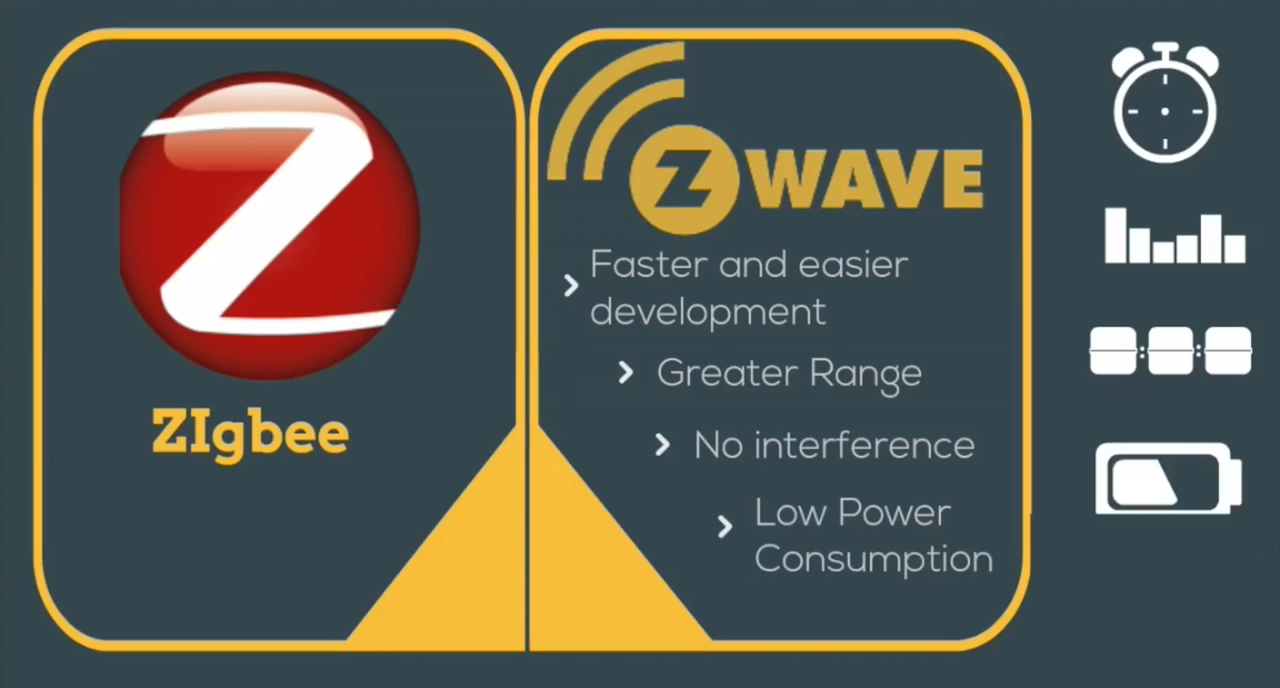 Z
ZIgbee
Z WAVE
Faster and easier
development
Greater Range
No interference
Low Power
Consumption